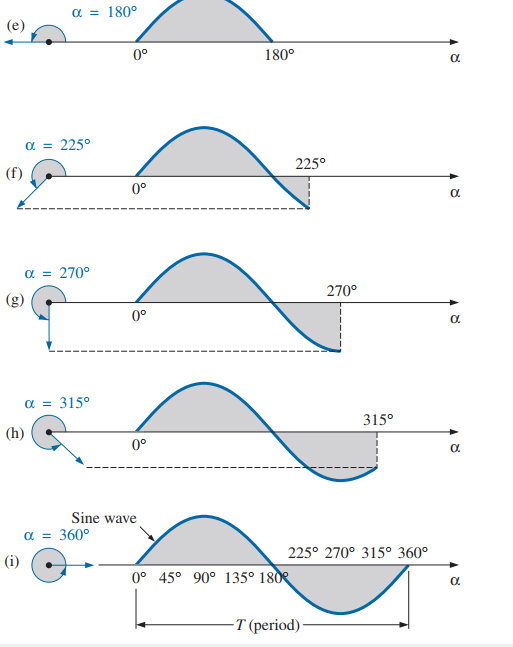 α = 180°
(e)
0° 180° α
α = 225°
225°
(f)
0° α
α = 270°
270°
(g)
0° α
α = 315°
315°
(h)
0° α
Sine wave
α = 360°
225° 270° 315° 360°
(i)
0° 45° 90° 135° 180° α
T (period)